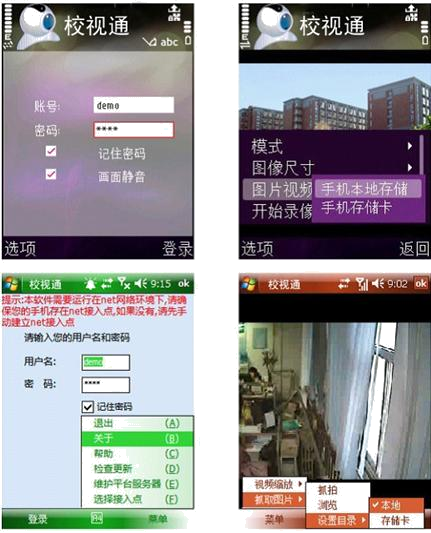 校视通
abc
账号:
demo
密码:
****
记住密码
画面静音
选项
登录
校视通
模式
图像尺寸
图片视频
手机本地存储
手机存储卡
开始录像
选项
返回
校视通
9:15
ok
提示:本软件需要运行在net网络环境下,请确
保您的手机存在net接入点,如果没有,请先手
动建立net接入点
请输入您的用户名和密码
用户名:
demo
密 码:
****
记住密码
退出 (A)
关于 (B)
帮助 (C)
检查更新 (D)
维护平台服务器 (E)
选择接入点 (F)
登录
菜单
校视通
9:02
ok
视频缩放
抓取图片
抓拍
浏览
设置目录
本地
存储卡
菜单